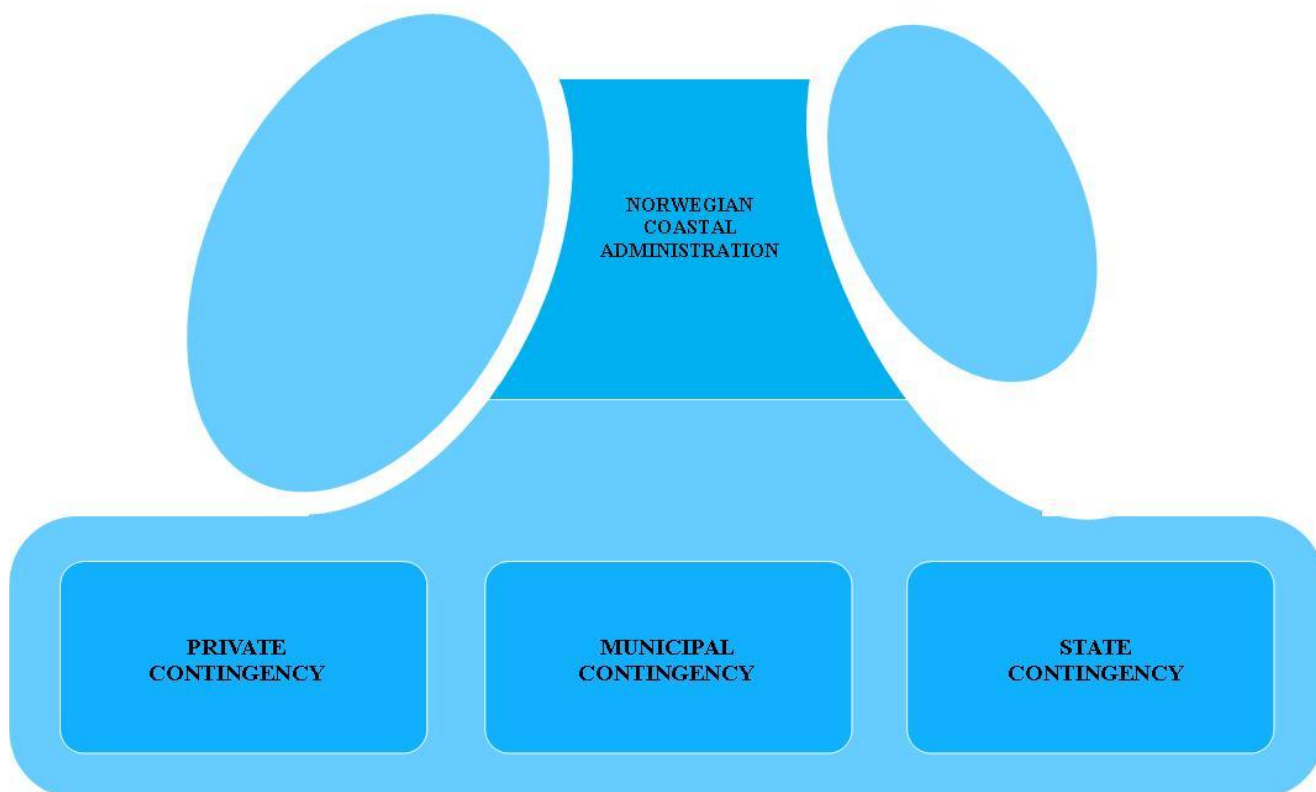 NORWEGIAN
COASTAL
ADMINISTRATION
PRIVATE
CONTINGENCY
MUNICIPAL
CONTINGENCY
STATE
CONTINGENCY